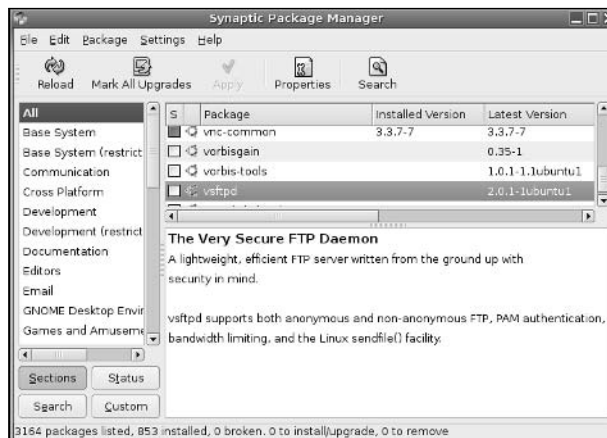 Synaptic Package Manager
File Edit Package Settings Help
Reload Mark All Upgrades Apply Properties Search
All
Base System
Base System (restrict
Communication
Cross Platform
Development
Development (restrict
Documentation
Editors
Email
GNOME Desktop Envir
Games and Amuseme
Sections Status
Search Custom
S Package Installed Version Latest Version
vnc-common 3.3.7-7 3.3.7-7
vorbisgain 0.35-1
vorbis-tools 1.0.1-1.1ubuntu1
vsftpd 2.0.1-1ubuntu1
The Very Secure FTP Daemon
A lightweight, efficient FTP server written from the ground up with
security in mind.
vsftpd supports both anonymous and non-anonymous FTP, PAM authentication,
bandwidth limiting, and the Linux sendfile() facility.
3164 packages listed, 853 installed, 0 broken. 0 to install/upgrade, 0 to remove